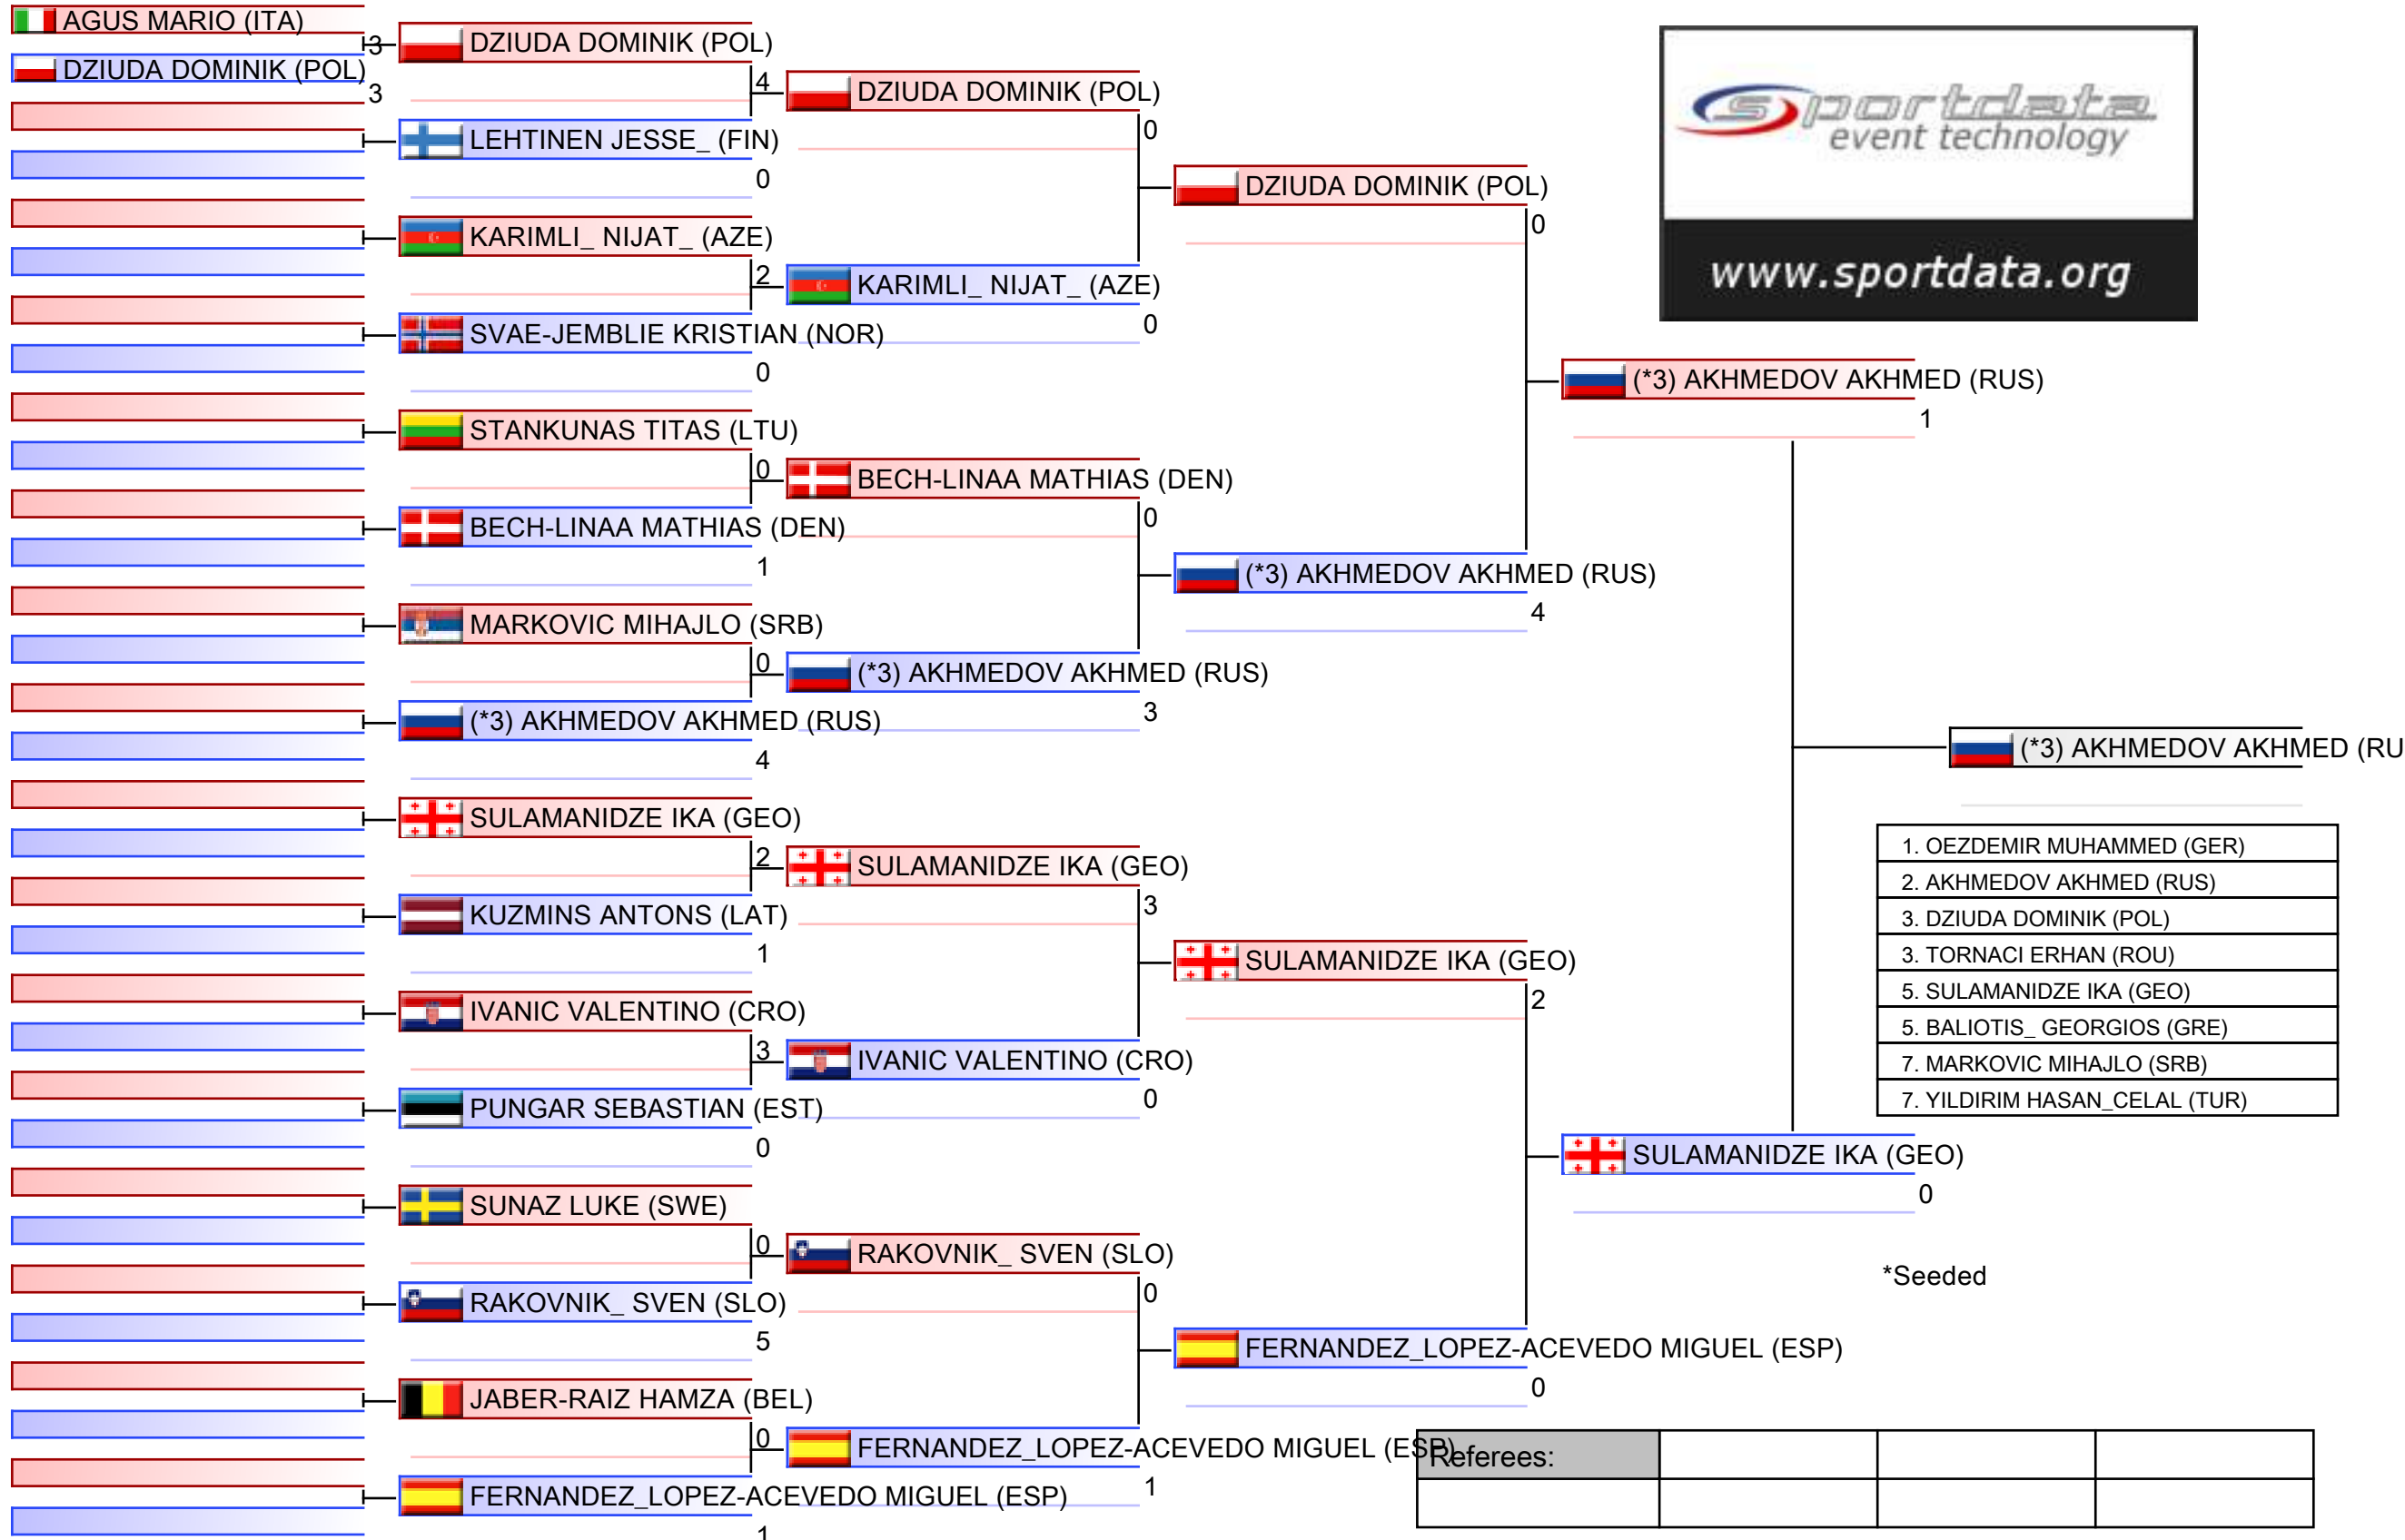 AGUS MARIO (ITA)
3
DZIUDA DOMINIK (POL)
3
DZIUDA DOMINIK (POL)
4
LEHTINEN JESSE_ (FIN)
0
KARIMLI_ NIJAT_ (AZE)
2
SVAE-JEMBLIE KRISTIAN (NOR)
0
STANKUNAS TITAS (LTU)
0
BECH-LINAA MATHIAS (DEN)
1
MARKOVIC MIHAJLO (SRB)
0
(*3) AKHMEDOV AKHMED (RUS)
4
SULAMANIDZE IKA (GEO)
2
KUZMINS ANTONS (LAT)
1
IVANIC VALENTINO (CRO)
3
PUNGAR SEBASTIAN (EST)
0
SUNAZ LUKE (SWE)
0
RAKOVNIK_ SVEN (SLO)
5
JABER-RAIZ HAMZA (BEL)
0
FERNANDEZ_LOPEZ-ACEVEDO MIGUEL (ESP)
1
DZIUDA DOMINIK (POL)
0
KARIMLI_ NIJAT_ (AZE)
0
BECH-LINAA MATHIAS (DEN)
0
(*3) AKHMEDOV AKHMED (RUS)
3
SULAMANIDZE IKA (GEO)
3
IVANIC VALENTINO (CRO)
0
RAKOVNIK_ SVEN (SLO)
0
FERNANDEZ_LOPEZ-ACEVEDO MIGUEL (ESP)
1
DZIUDA DOMINIK (POL)
0
(*3) AKHMEDOV AKHMED (RUS)
4
SULAMANIDZE IKA (GEO)
2
FERNANDEZ_LOPEZ-ACEVEDO MIGUEL (ESP)
0
(*3) AKHMEDOV AKHMED (RUS)
1
SULAMANIDZE IKA (GEO)
0
(*3) AKHMEDOV AKHMED (RU
sportdata
event technology
www.sportdata.org
1. OEZDEMIR MUHAMMED (GER)
2. AKHMEDOV AKHMED (RUS)
3. DZIUDA DOMINIK (POL)
3. TORNACI ERHAN (ROU)
5. SULAMANIDZE IKA (GEO)
5. BALIOTIS_ GEORGIOS (GRE)
7. MARKOVIC MIHAJLO (SRB)
7. YILDIRIM HASAN_CELAL (TUR)
*Seeded
Referees: